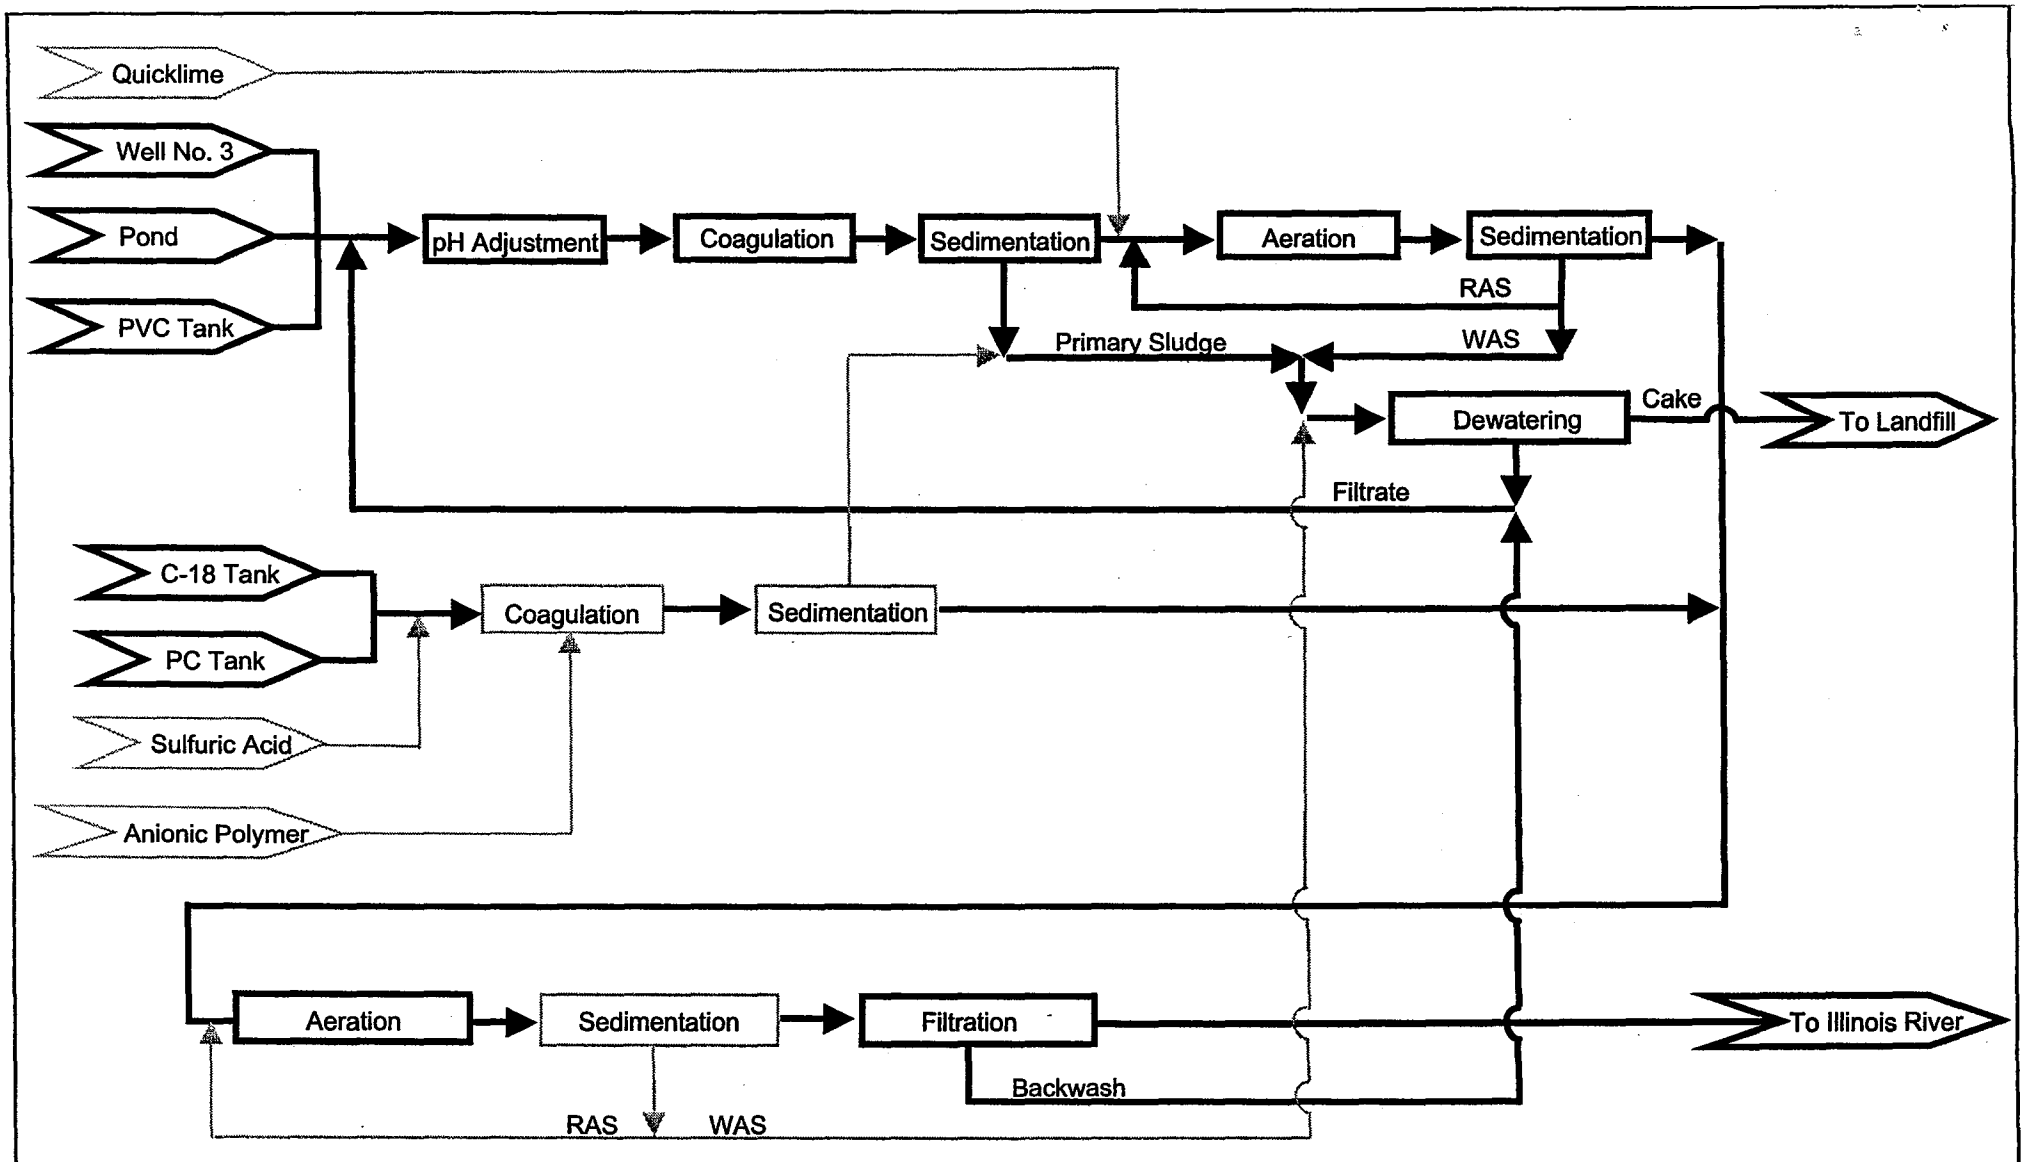 Quicklime
Well No. 3
Pond
pH Adjustment
Coagulation
Sedimentation
Aeration
Sedimentation
RAS
PVC Tank
Primary Sludge
WAS
Cake
Dewatering
To Landfill
Filtrate
C-18 Tank
Coagulation
Sedimentation
PC Tank
Sulfuric Acid
Anionic Polymer
Aeration
Sedimentation
Filtration
To Illinois River
Backwash
RAS
WAS